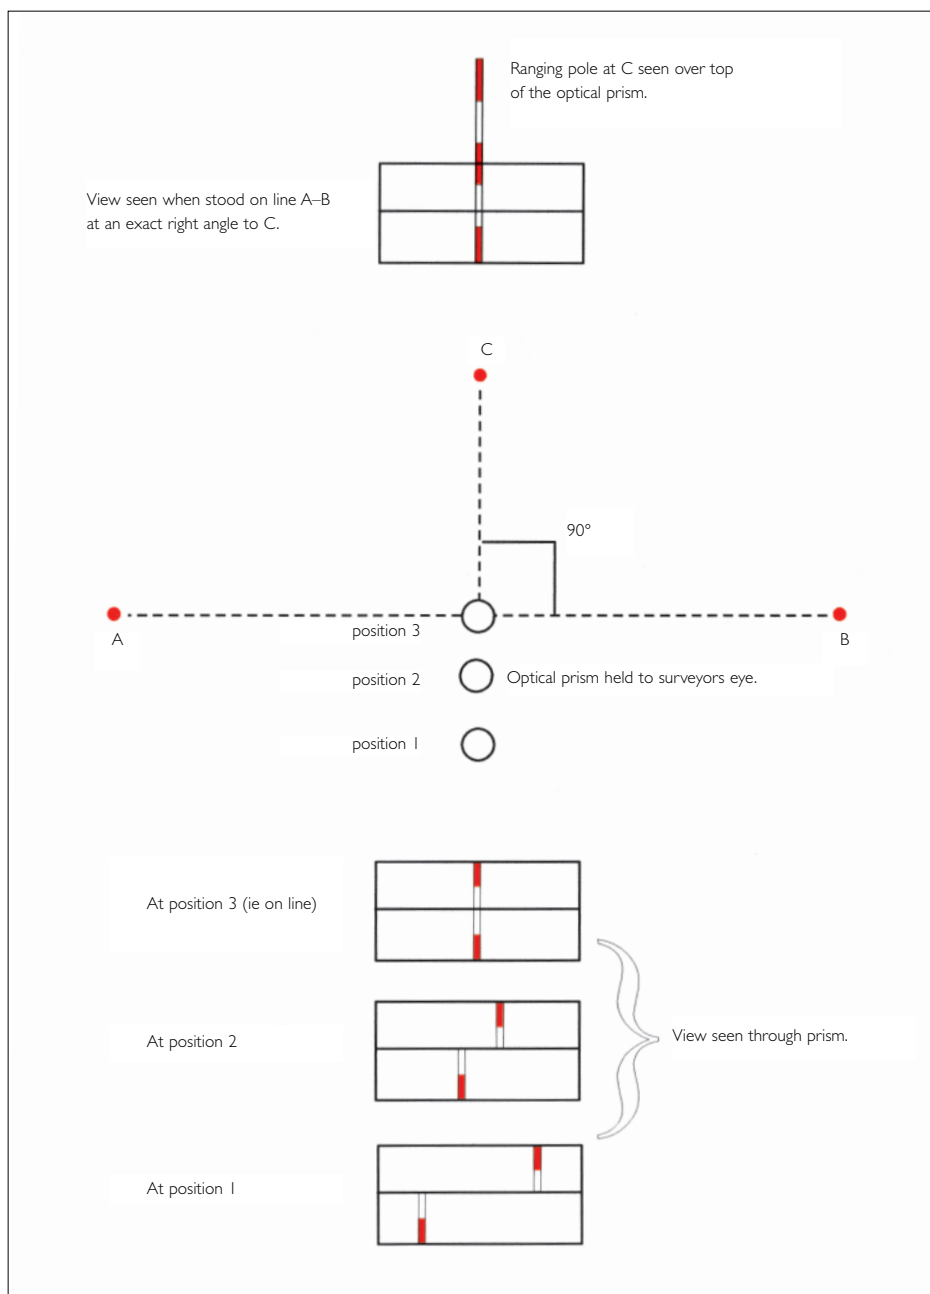 Ranging pole at C seen over top
of the optical prism.
View seen when stood on line A–B
at an exact right angle to C.
C
90°
A
position 3
B
position 2
Optical prism held to surveyors eye.
position 1
At position 3 (ie on line)
At position 2
View seen through prism.
At position 1